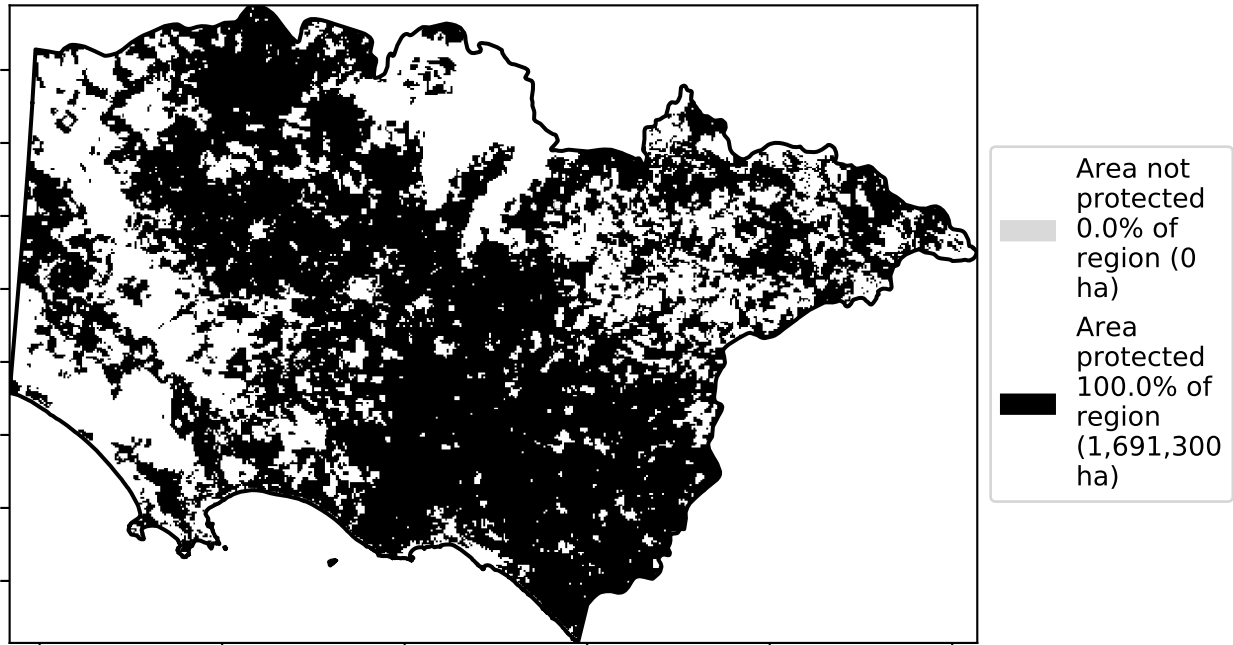 Area not
protected
0.0% of
region (0
ha)
Area
protected
100.0% of
region
(1,691,300
ha)